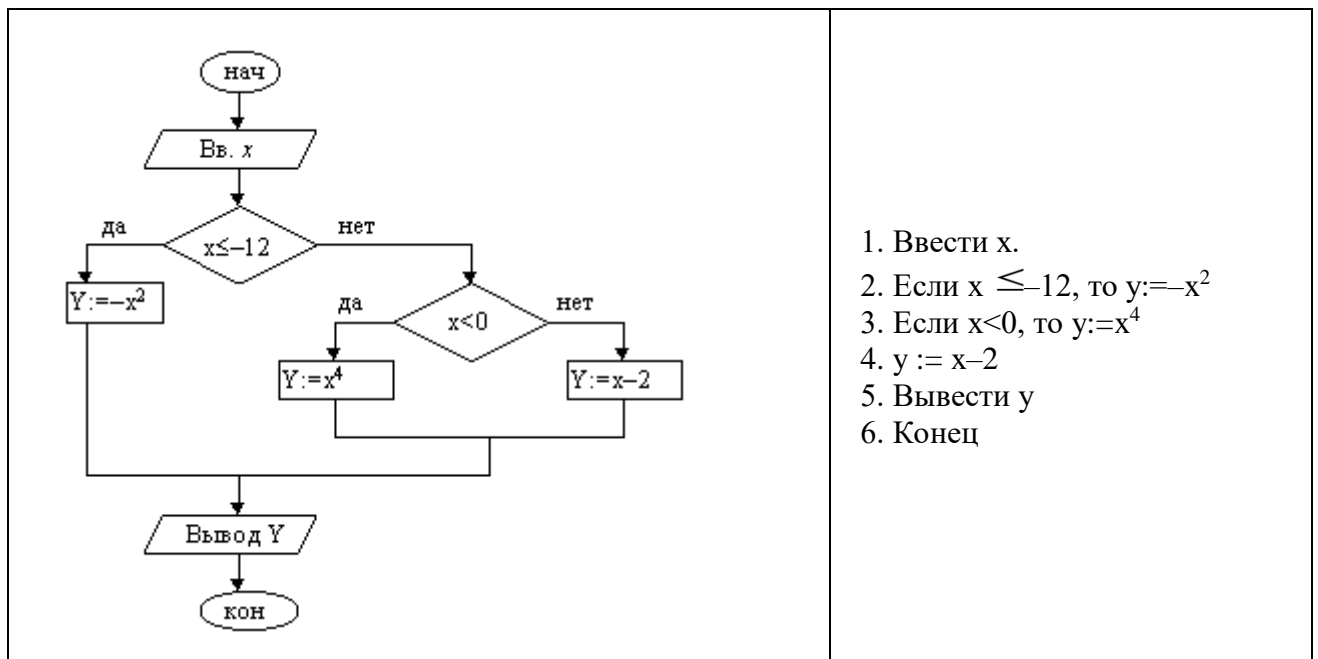 нач
Вв. x
да
нет
x≤–12
Y:=–x²
да
нет
x<0
Y:=x⁴
Y:=x–2
Вывод Y
кон
1. Ввести x.
2. Если x ≤–12, то y:=–x²
3. Если x<0, то y:=x⁴
4. y := x–2
5. Вывести y
6. Конец